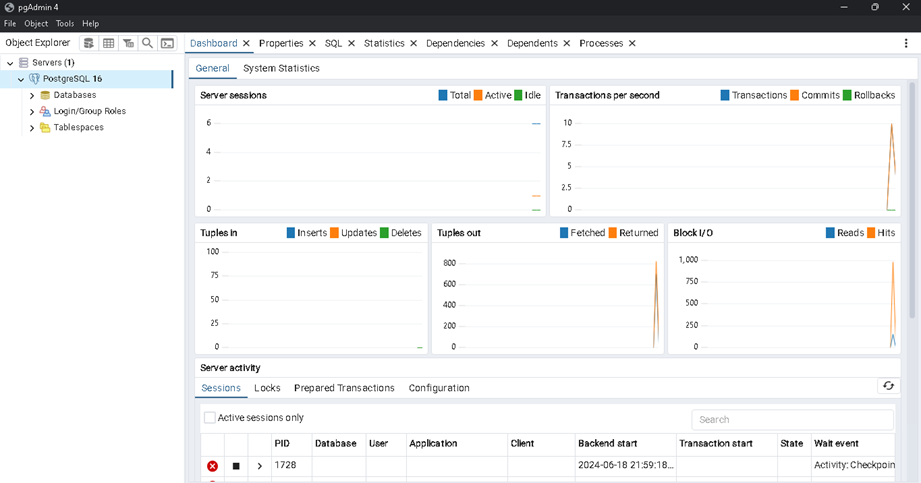 pgAdmin 4
File Object Tools Help
Object Explorer
Dashboard Properties SQL Statistics Dependencies Dependents Processes
Servers (1)
PostgreSQL 16
Databases
Login/Group Roles
Tablespaces
General System Statistics
Server sessions Total Active Idle
6
4
2
0
Transactions per second Transactions Commits Rollbacks
10
7.5
5
2.5
0
Tuples in Inserts Updates Deletes
100
75
50
25
0
Tuples out Fetched Returned
800
600
400
200
0
Block I/O Reads Hits
1,000
750
500
250
0
Server activity
Sessions Locks Prepared Transactions Configuration
Active sessions only
Search
PID Database User Application Client Backend start Transaction start State Wait event
1728 2024-06-18 21:59:18... Activity: Checkpoin